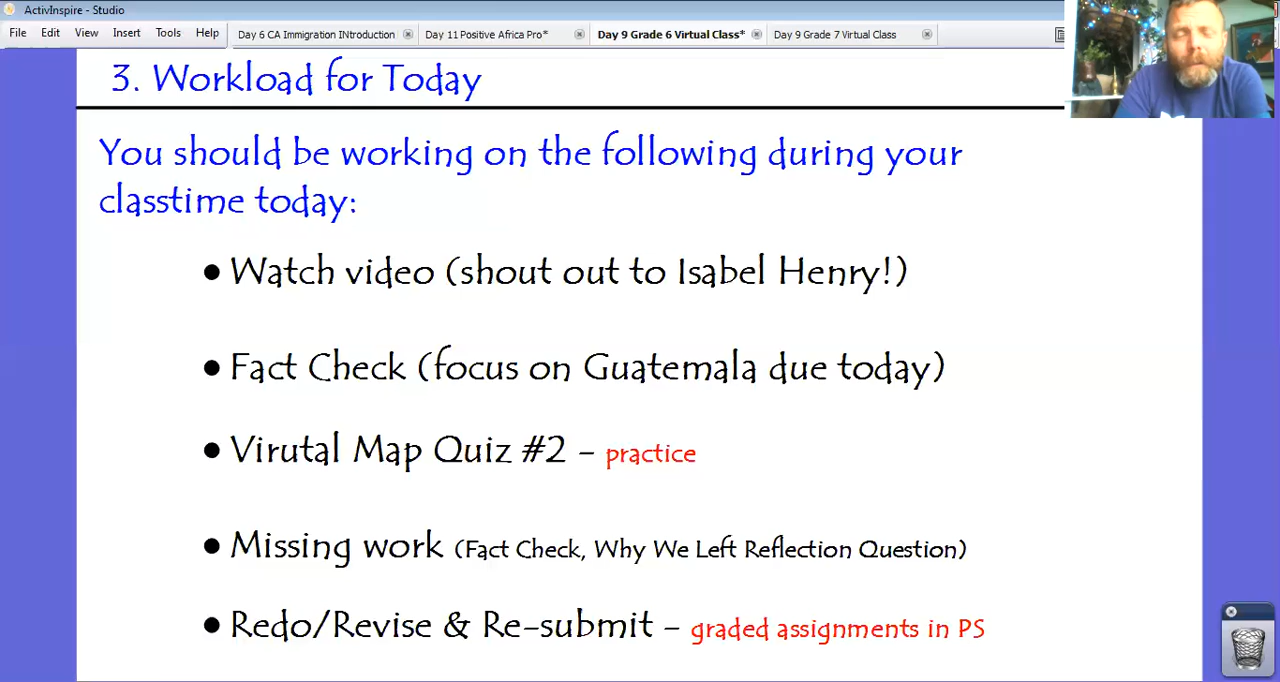 ActivInspire - Studio
File Edit View Insert Tools Help
Day 6 CA Immigration INtroduction Day 11 Positive Africa Pro* Day 9 Grade 6 Virtual Class* Day 9 Grade 7 Virtual Class
3. Workload for Today
You should be working on the following during your
classtime today:
• Watch video (shout out to Isabel Henry!)
• Fact Check (focus on Guatemala due today)
• Virutal Map Quiz #2 – practice
• Missing work (Fact Check, Why We Left Reflection Question)
• Redo/Revise & Re-submit – graded assignments in PS